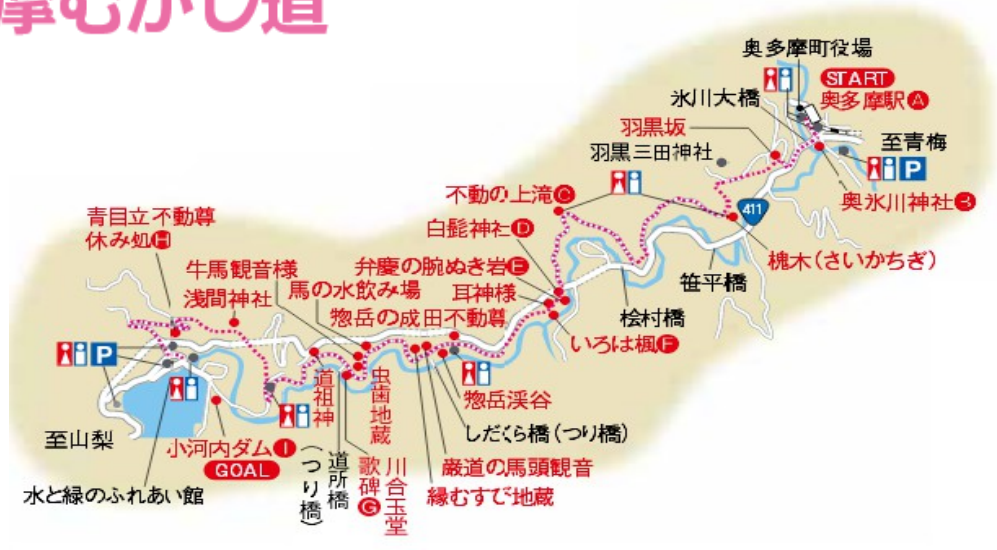 摩むかし道
奥多摩町役場
START
奥多摩駅A
氷川大橋
至青梅
P
羽黒坂
羽黒三田神社
奥氷川神社B
411
槐木(さいかちぎ)
笹平橋
不動の上滝C
白髭神社D
弁慶の腕ぬき岩E
耳神様
桧村橋
いろは楓F
惣岳の成田不動尊
馬の水飲み場
牛馬観音様
浅間神社
青目立不動尊
休み処H
P
惣岳渓谷
しだくら橋(つり橋)
巌道の馬頭観音
縁むすび地蔵
虫歯地蔵
川合玉堂
歌碑G
道所橋
(つり橋)
道祖神
小河内ダムI
GOAL
至山梨
水と緑のふれあい館